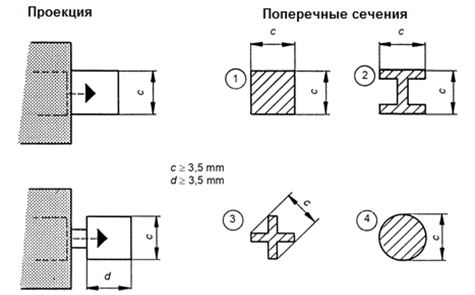 Проекция
Поперечные сечения
c
c
1
c
2
c
c
c ≥ 3,5 mm
d ≥ 3,5 mm
c
d
3
c
4
c